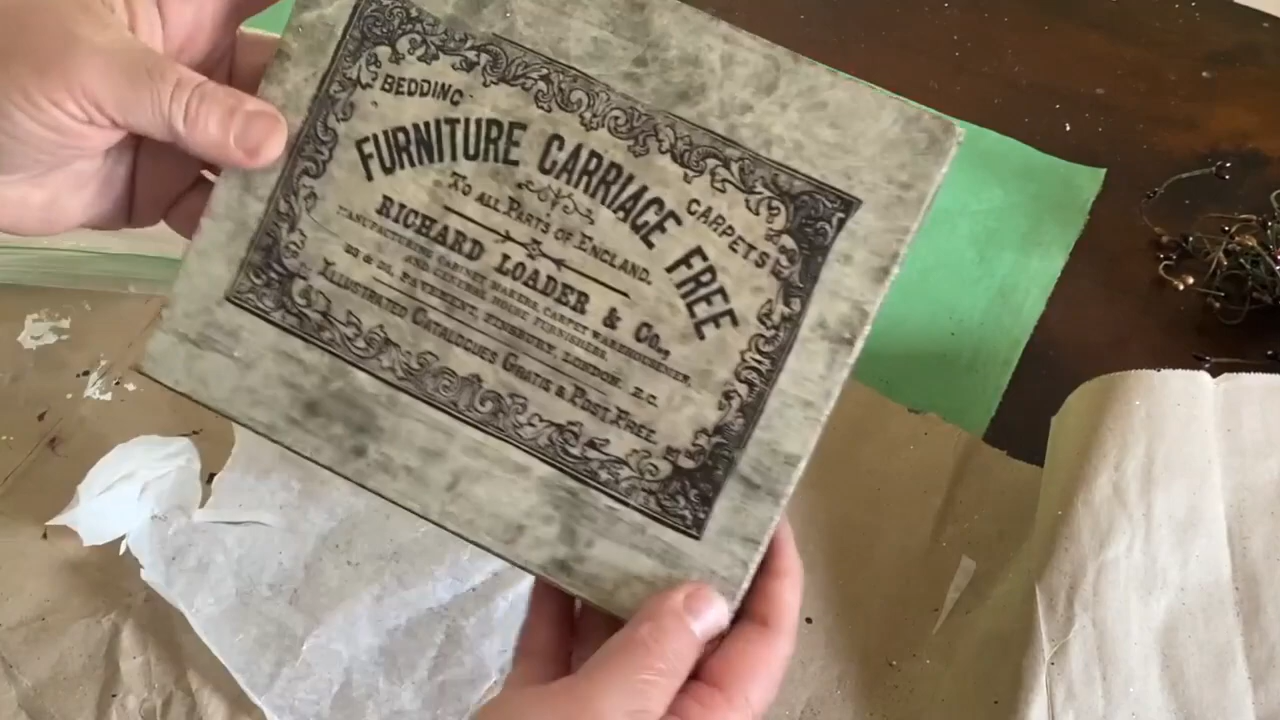 BEDDING
FURNITURE CARRIAGE FREE
CARPETS
TO ALL PARTS OF ENGLAND.
RICHARD LOADER & Co.,
MANUFACTURING CABINET MAKERS, CARPET WAREHOUSEMEN,
AND GENERAL HOUSE FURNISHERS.
PAVEMENT, FINSBURY, LONDON. E.C.
ILLUSTRATED CATALOGUES GRATIS & POST FREE.